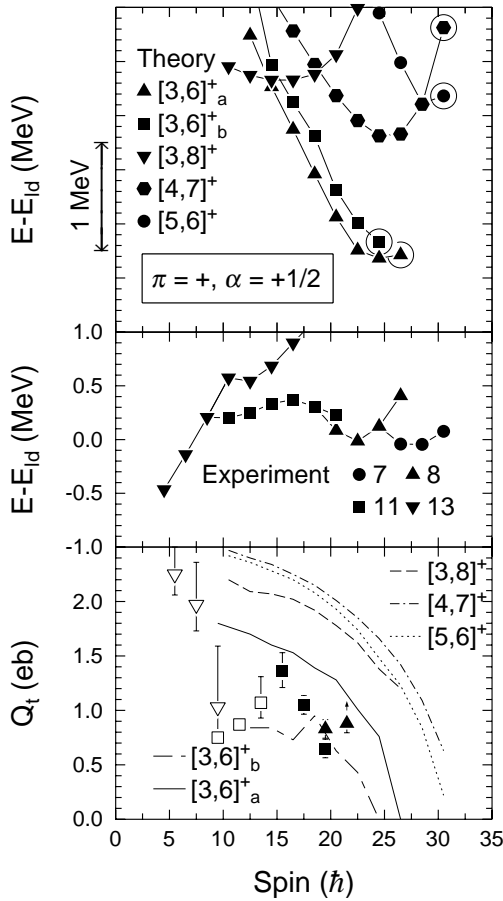 Theory
[3,6]⁺ₐ
[3,6]⁺_b
[3,8]⁺
[4,7]⁺
[5,6]⁺
E-E_ld (MeV)
1 MeV
π = +, α = +1/2
1.0
0.5
0.0
-0.5
-1.0
E-E_ld (MeV)
Experiment
7
8
11
13
2.0
1.5
1.0
0.5
0.0
Q_t (eb)
[3,8]⁺
[4,7]⁺
[5,6]⁺
[3,6]⁺_b
[3,6]⁺ₐ
0 5 10 15 20 25 30 35
Spin (ħ)